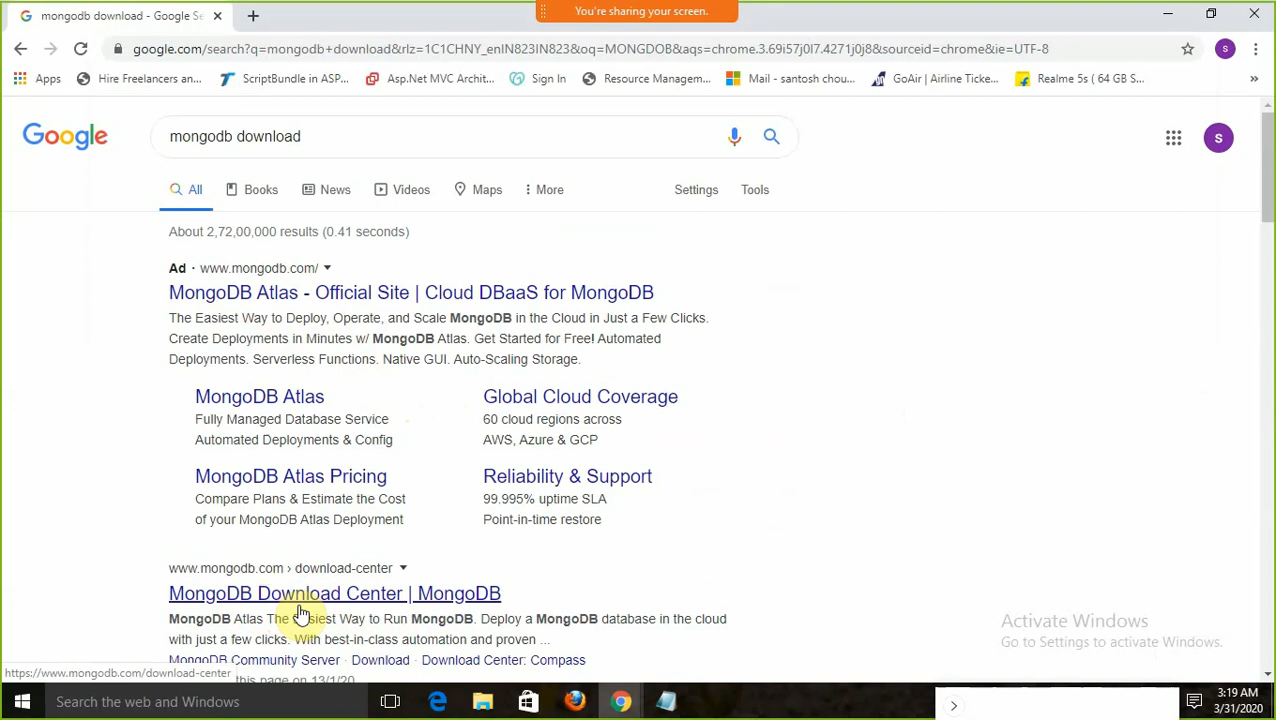 mongodb download - Google Se
You're sharing your screen.
google.com/search?q=mongodb+download&rlz=1C1CHNY_enIN823IN823&oq=MONGDOB&aqs=chrome.3.69i57j0l7.4271j0j8&sourceid=chrome&ie=UTF-8
S
Apps
Hire Freelancers an...
ScriptBundle in ASP...
Asp.Net MVC Archit...
Sign In
Resource Managem...
Mail - santosh chou...
GoAir | Airline Ticke...
Realme 5s ( 64 GB S...
»
Google
mongodb download
S
All
Books
News
Videos
Maps
More
Settings
Tools
About 2,72,00,000 results (0.41 seconds)
Ad · www.mongodb.com/
MongoDB Atlas - Official Site | Cloud DBaaS for MongoDB
The Easiest Way to Deploy, Operate, and Scale MongoDB in the Cloud in Just a Few Clicks.
Create Deployments in Minutes w/ MongoDB Atlas. Get Started for Free! Automated
Deployments. Serverless Functions. Native GUI. Auto-Scaling Storage.
MongoDB Atlas
Fully Managed Database Service
Automated Deployments & Config
Global Cloud Coverage
60 cloud regions across
AWS, Azure & GCP
MongoDB Atlas Pricing
Compare Plans & Estimate the Cost
of your MongoDB Atlas Deployment
Reliability & Support
99.995% uptime SLA
Point-in-time restore
www.mongodb.com › download-center
MongoDB Download Center | MongoDB
MongoDB Atlas The Easiest Way to Run MongoDB. Deploy a MongoDB database in the cloud
with just a few clicks. With best-in-class automation and proven ...
MongoDB Community Server · Download · Download Center: Compass
this page on 13/1/20
https://www.mongodb.com/download-center
Activate Windows
Go to Settings to activate Windows.
Search the web and Windows
3:19 AM
3/31/2020